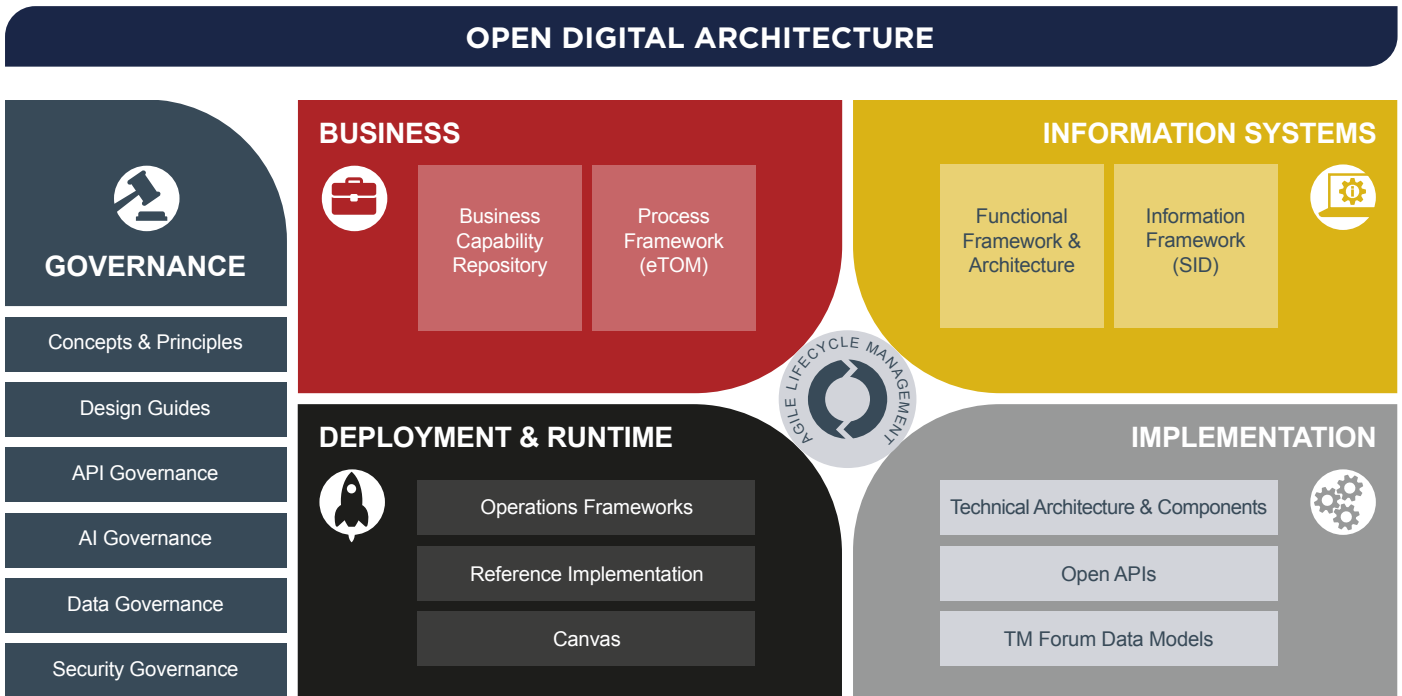 OPEN DIGITAL ARCHITECTURE
GOVERNANCE
Concepts & Principles
Design Guides
API Governance
AI Governance
Data Governance
Security Governance
BUSINESS
Business
Capability
Repository
Process
Framework
(eTOM)
INFORMATION SYSTEMS
Functional
Framework &
Architecture
Information
Framework
(SID)
AGILE LIFECYCLE MANAGEMENT
DEPLOYMENT & RUNTIME
Operations Frameworks
Reference Implementation
Canvas
IMPLEMENTATION
Technical Architecture & Components
Open APIs
TM Forum Data Models